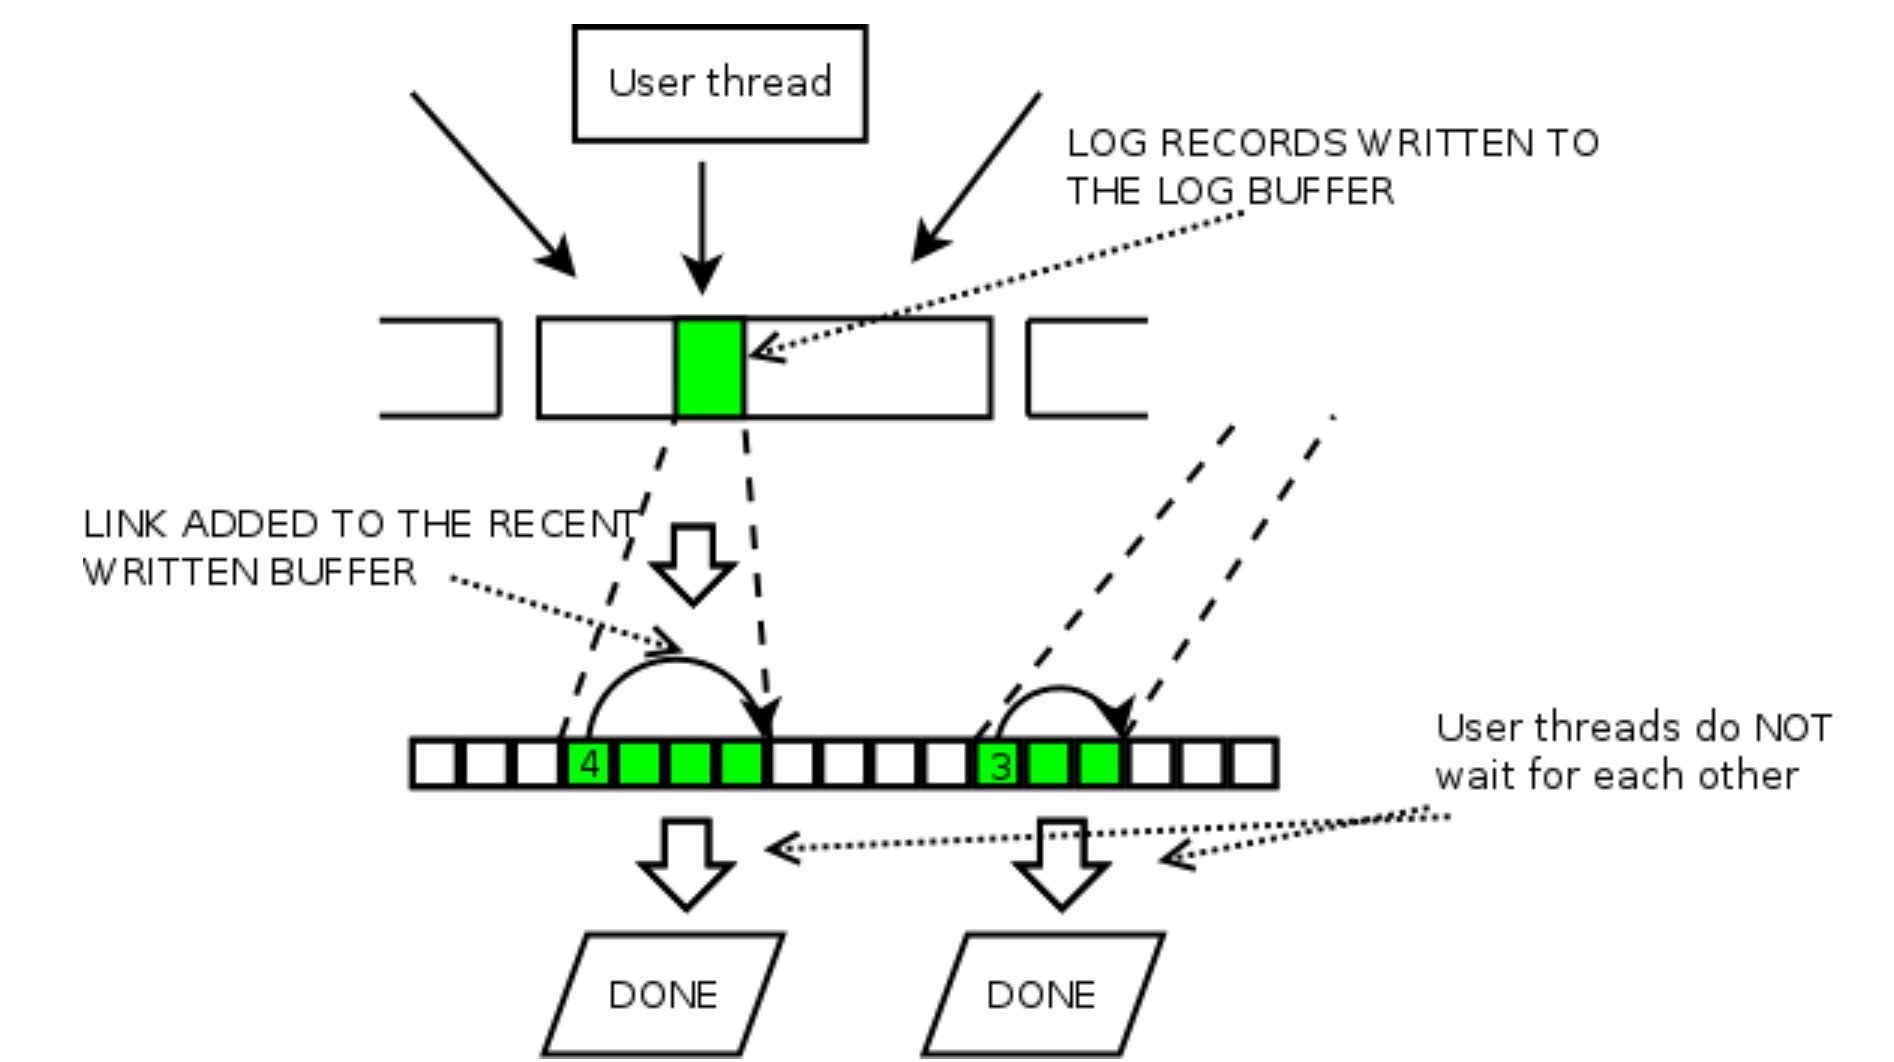 User thread
LOG RECORDS WRITTEN TO
THE LOG BUFFER
LINK ADDED TO THE RECENT
WRITTEN BUFFER
4
3
User threads do NOT
wait for each other
DONE
DONE